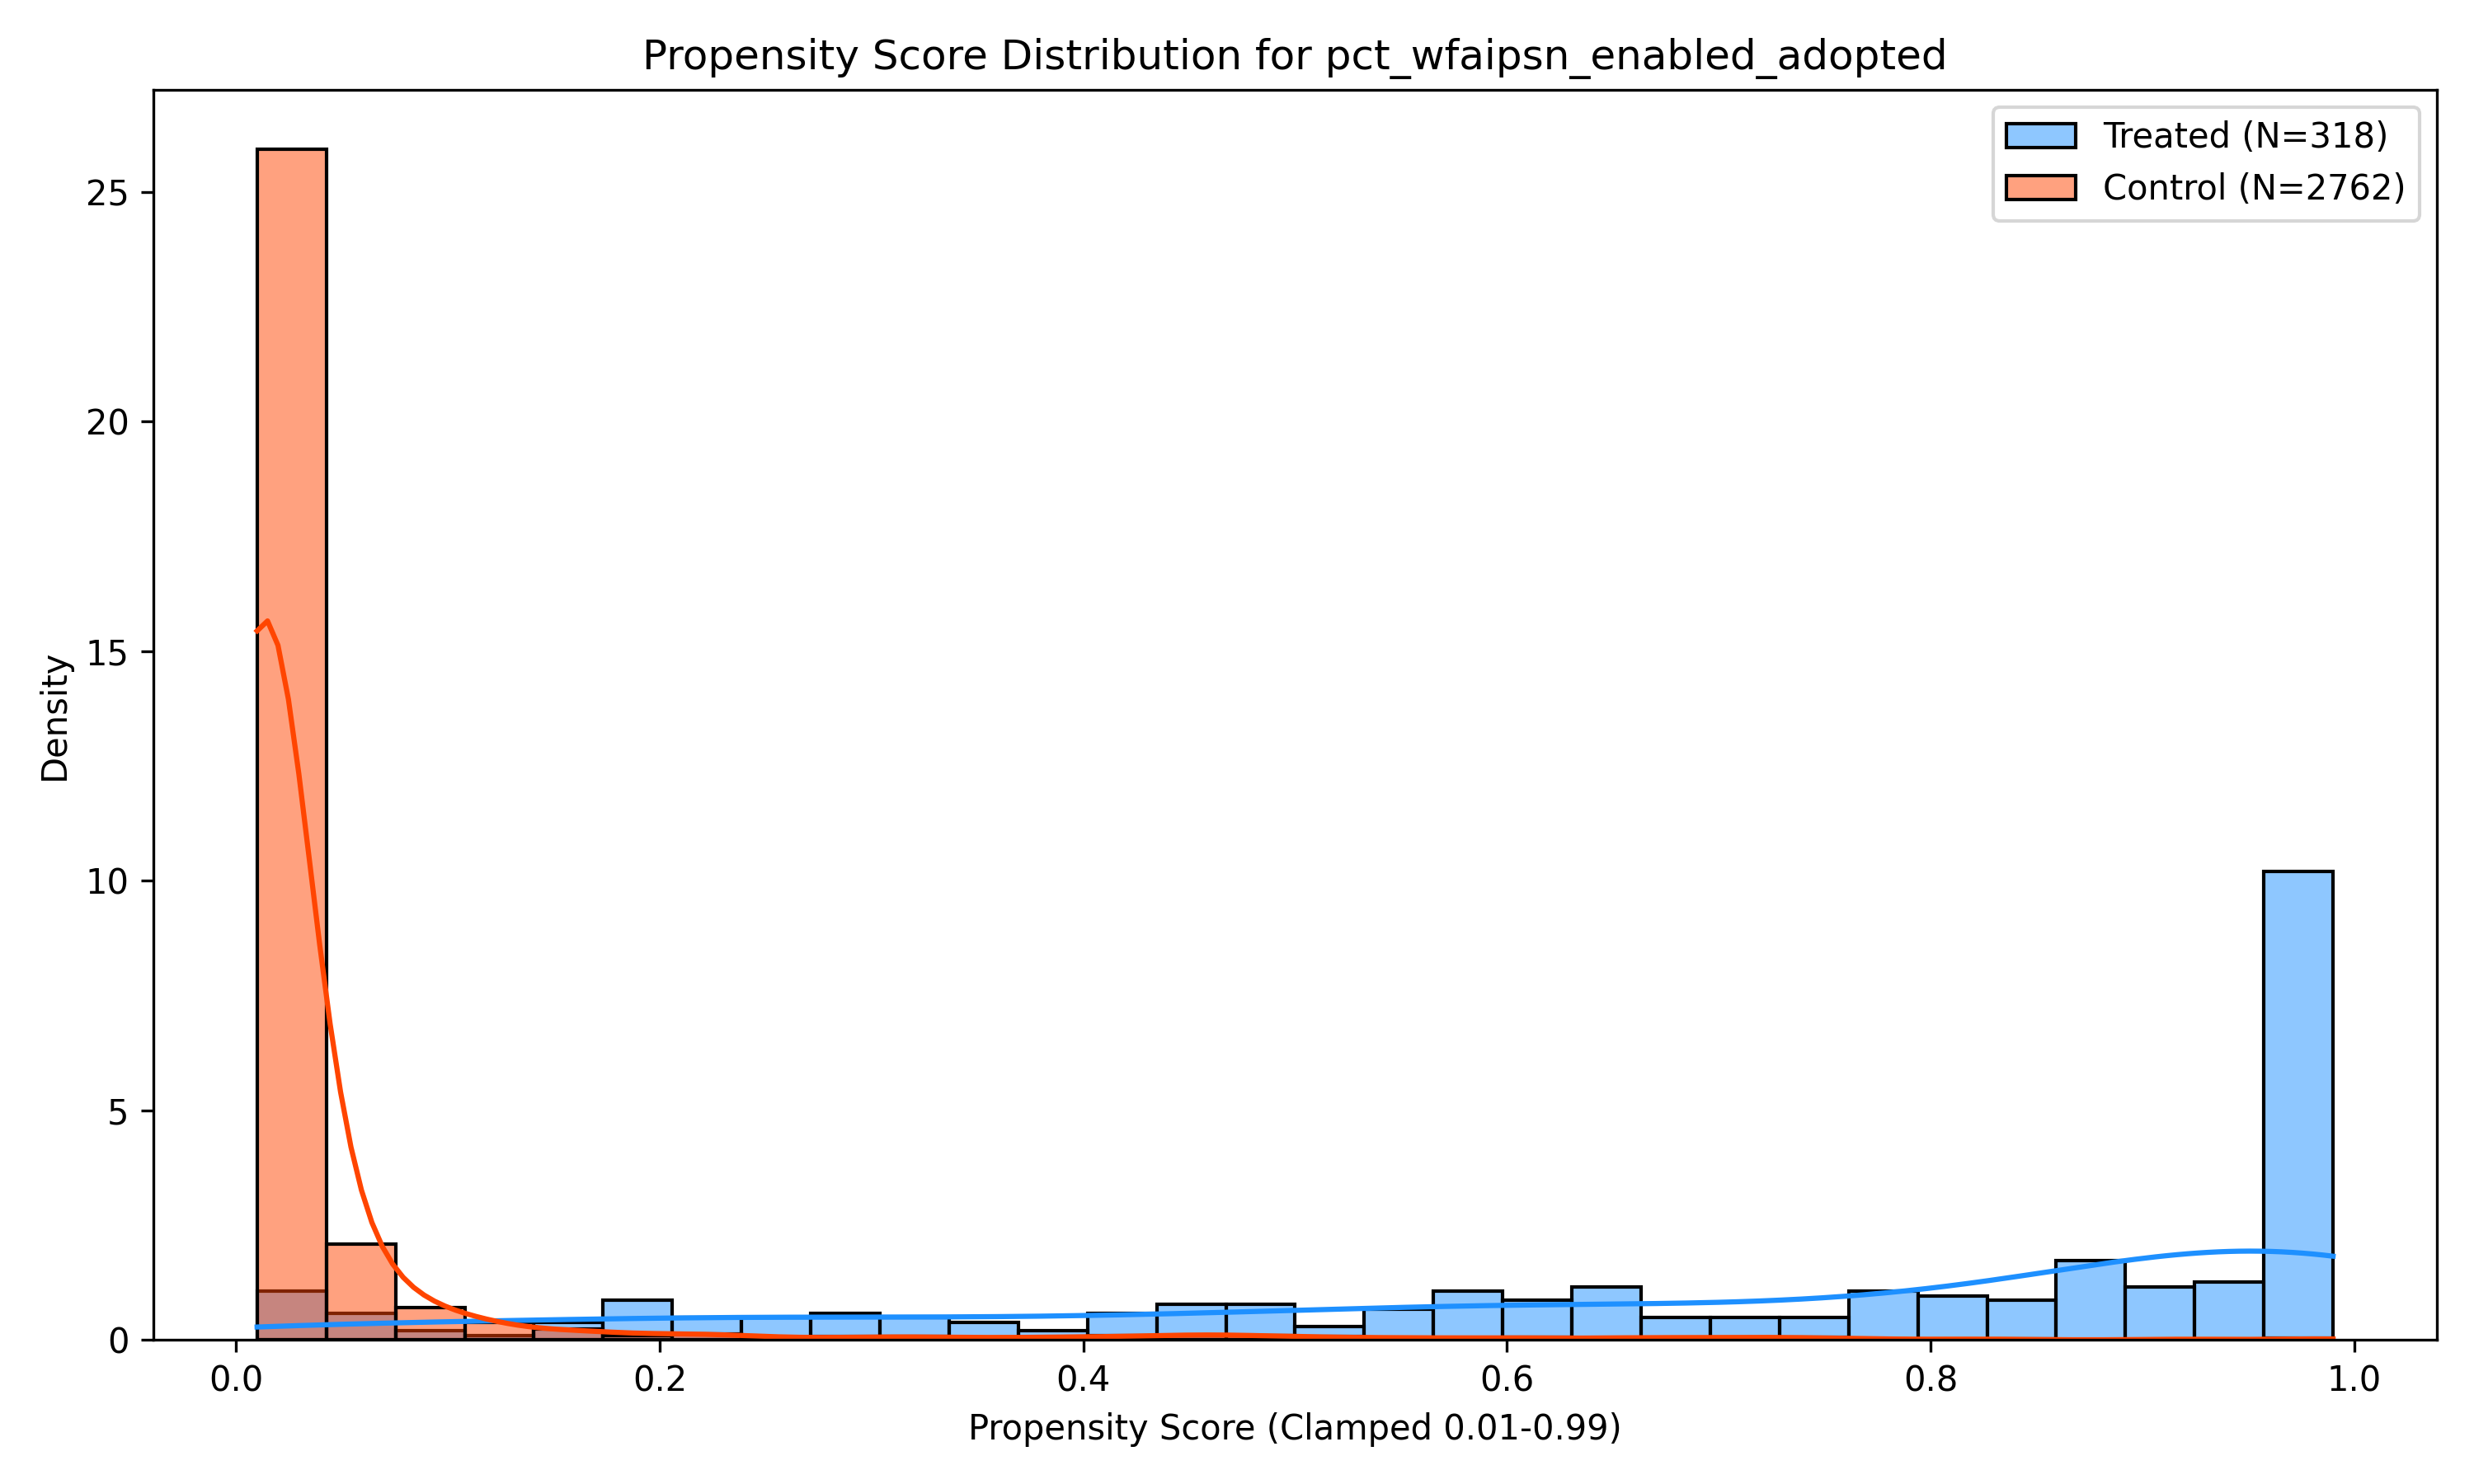 Propensity Score Distribution for pct_wfaipsn_enabled_adopted
Treated (N=318)
Control (N=2762)
Density
25
20
15
10
5
0
0.0 0.2 0.4 0.6 0.8 1.0
Propensity Score (Clamped 0.01-0.99)